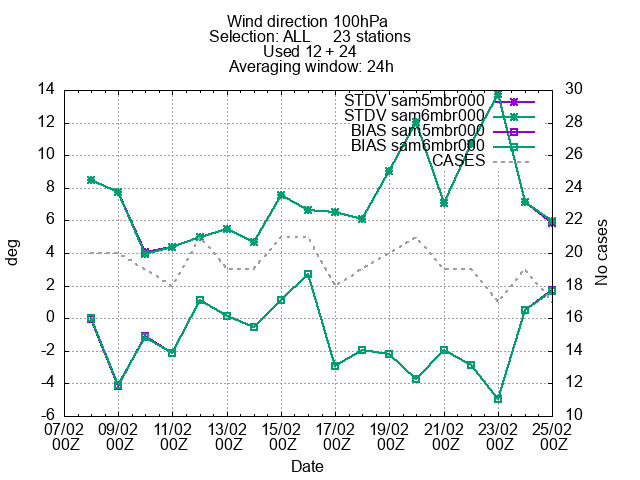 Wind direction 100hPa
Selection: ALL 23 stations
Used 12 + 24
Averaging window: 24h
STDV sam5mbr000
STDV sam6mbr000
BIAS sam5mbr000
BIAS sam6mbr000
CASES
14
12
10
8
6
4
2
0
-2
-4
-6
deg
30
28
26
24
22
20
18
16
14
12
10
No cases
07/02 09/02 11/02 13/02 15/02 17/02 19/02 21/02 23/02 25/02
00Z 00Z 00Z 00Z 00Z 00Z 00Z 00Z 00Z 00Z
Date